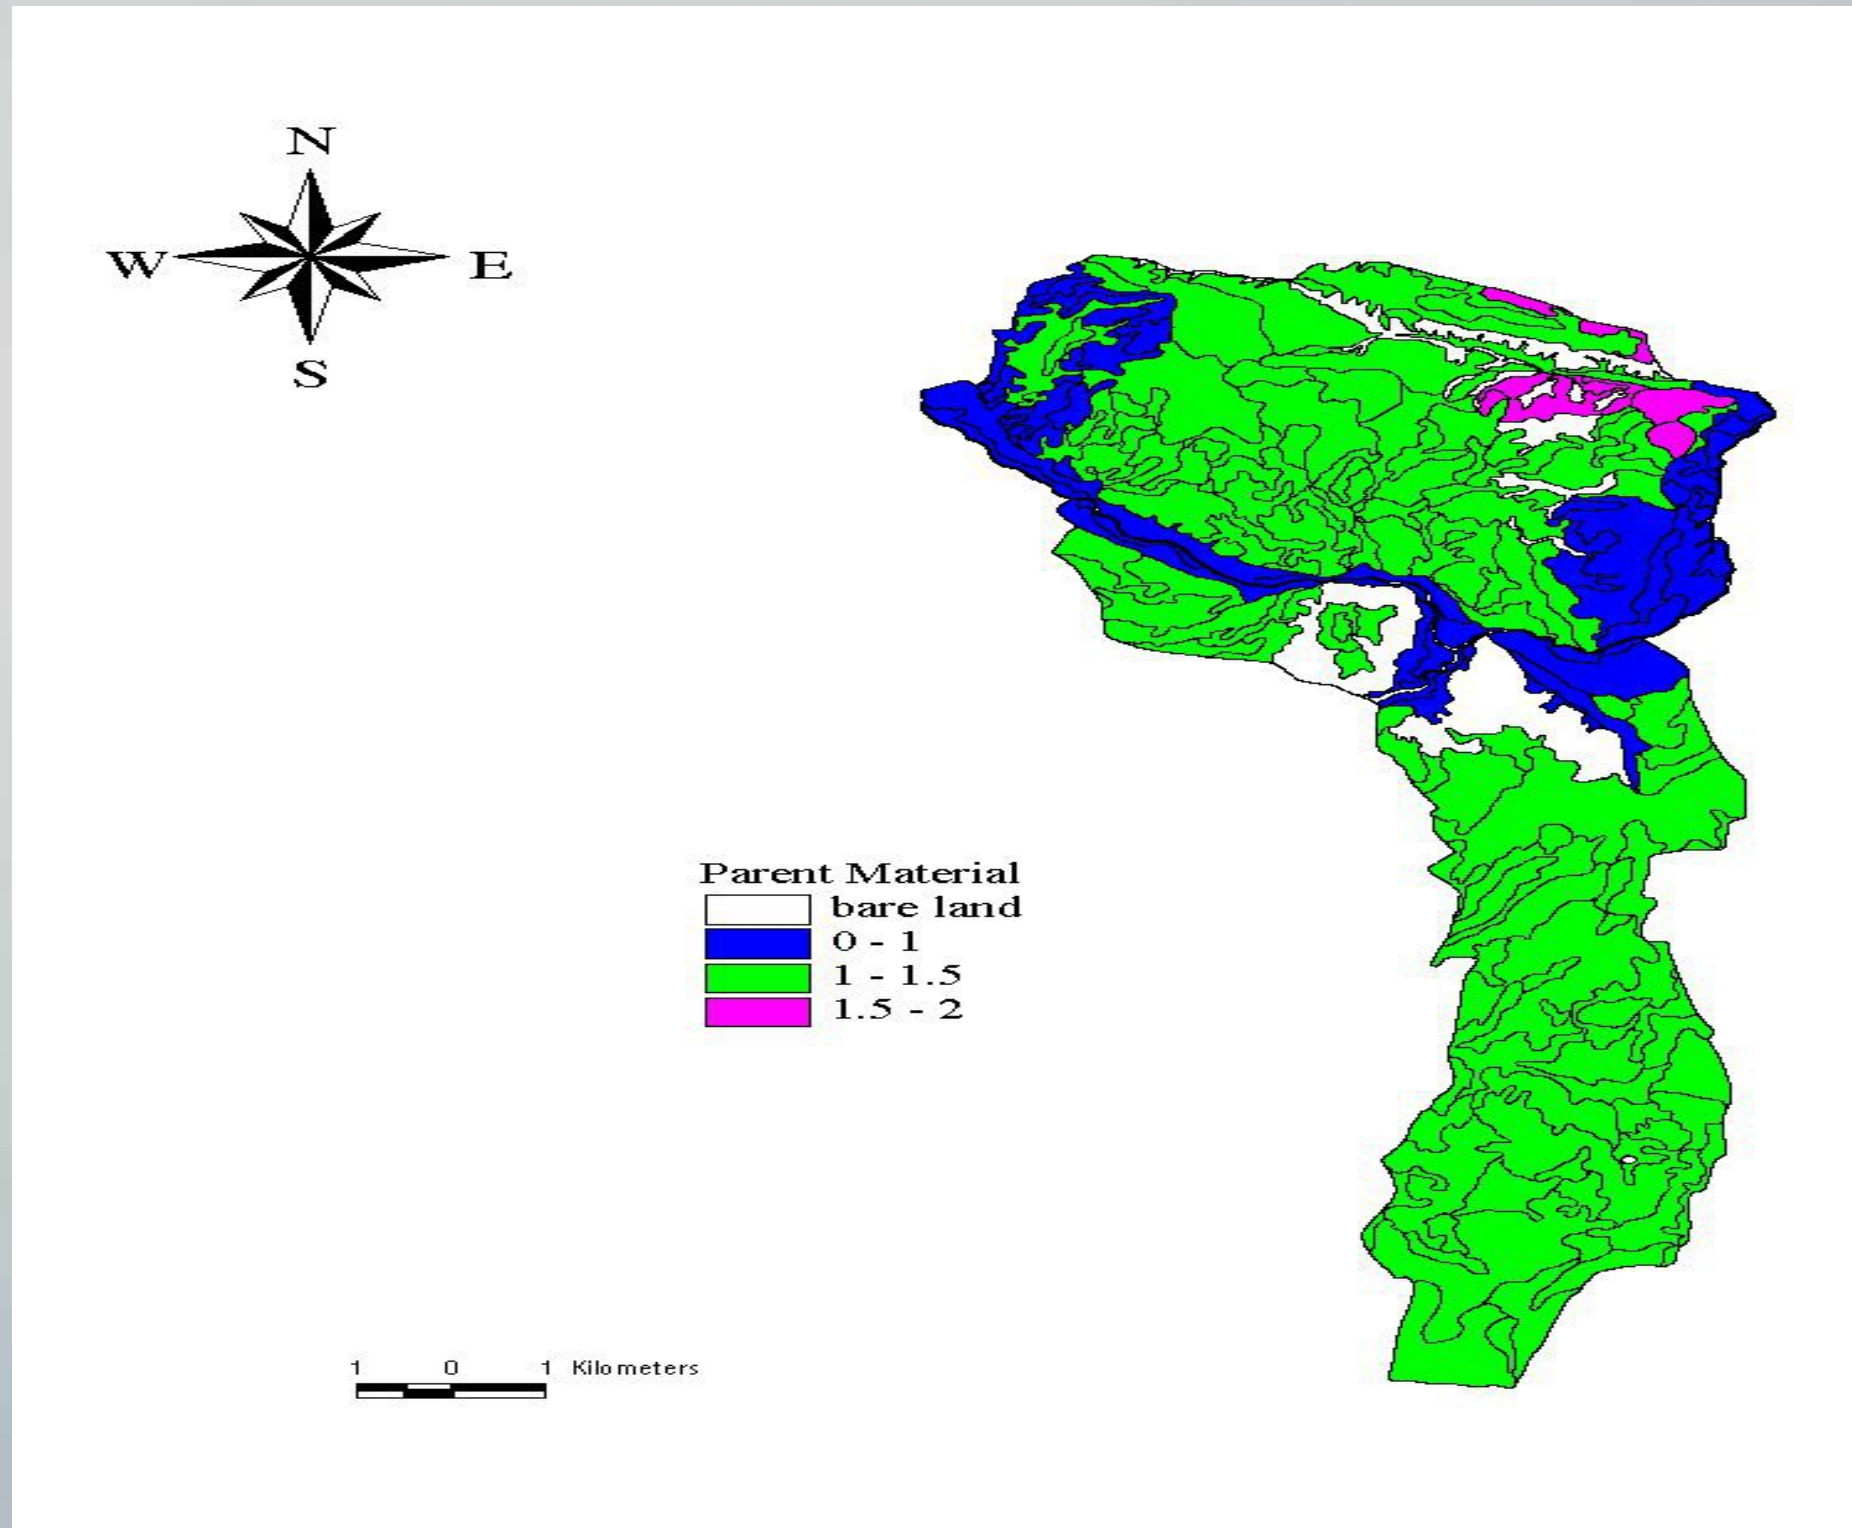 N
W E
S
Parent Material
bare land
0 - 1
1 - 1.5
1.5 - 2
1 0 1 Kilometers